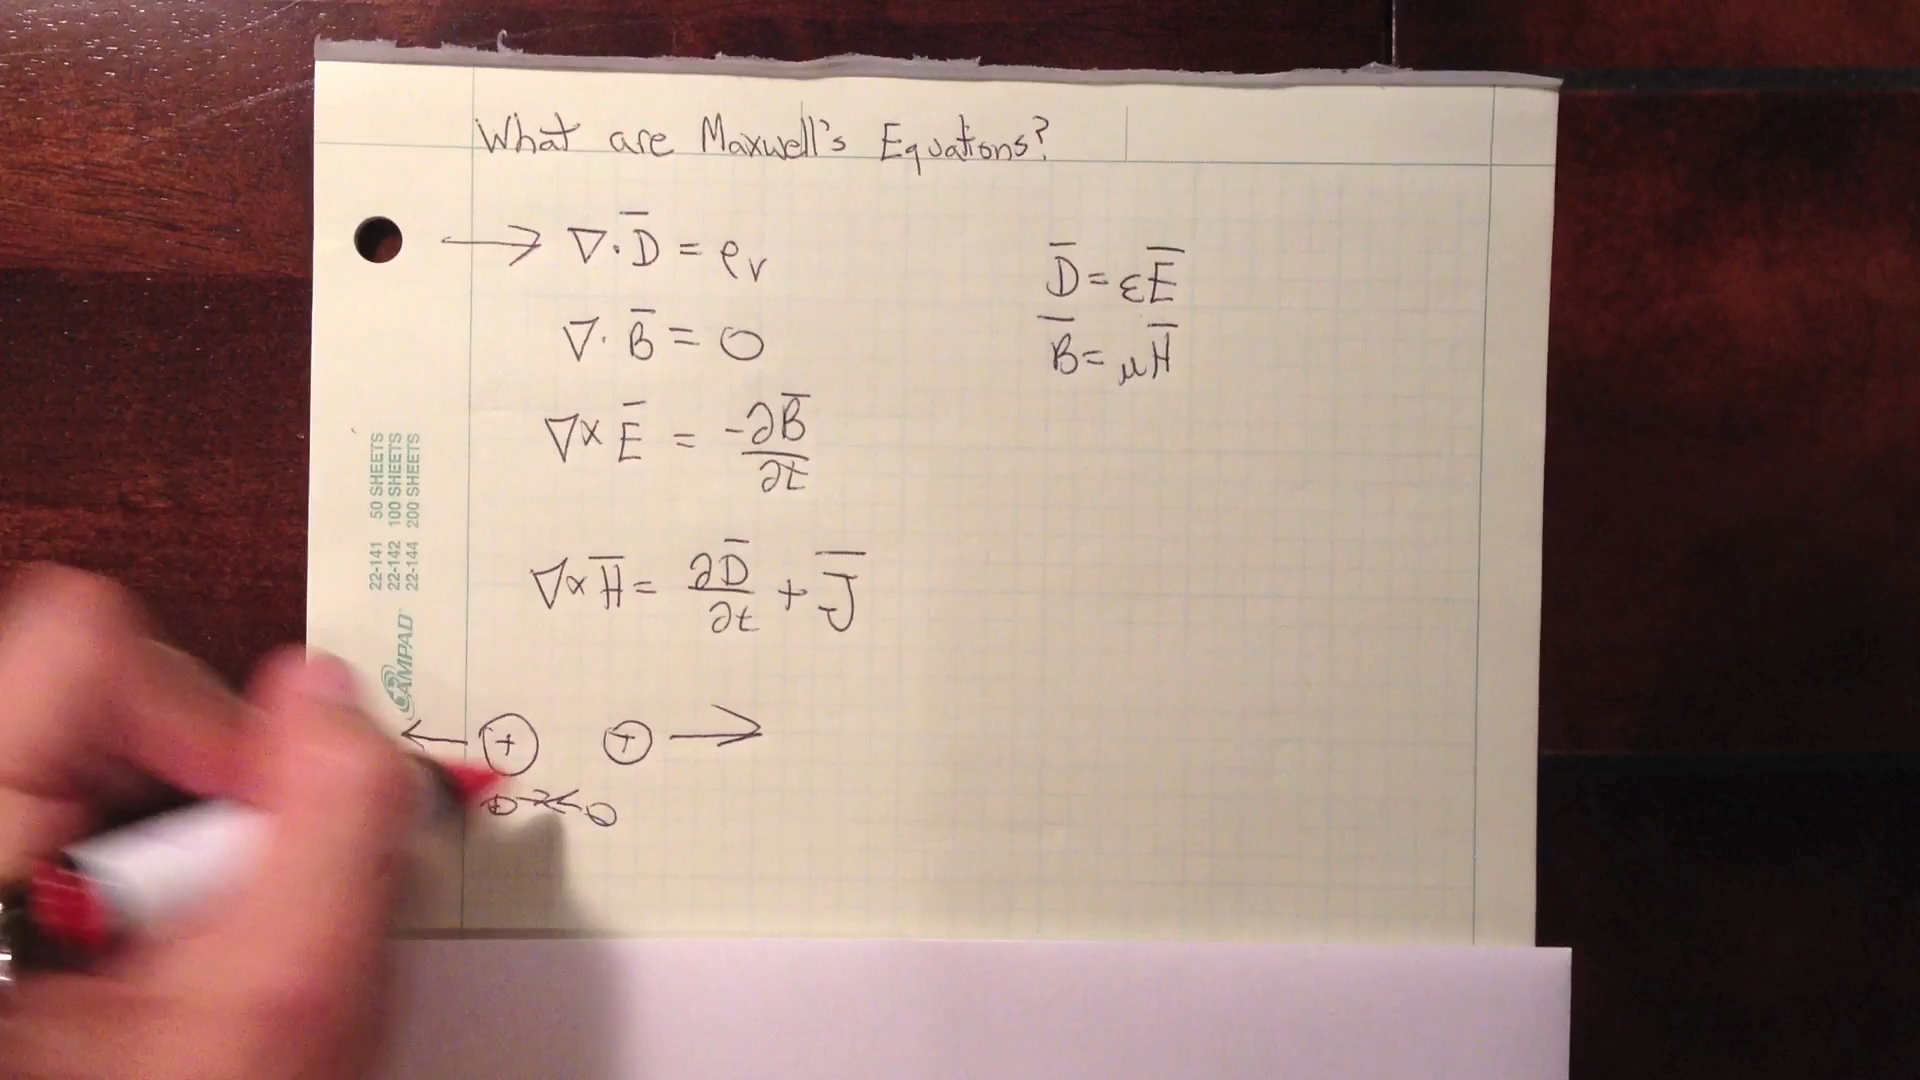 What are Maxwell's Equations?
→ ∇·D̅ = ρv
∇·B̅ = 0
∇×E̅ = -∂B̅/∂t
∇×H̅ = ∂D̅/∂t + J̅
D̅ = εE̅
B̅ = μH̅
22-141 50 SHEETS
22-142 100 SHEETS
22-144 200 SHEETS
AMPAD
← + + →